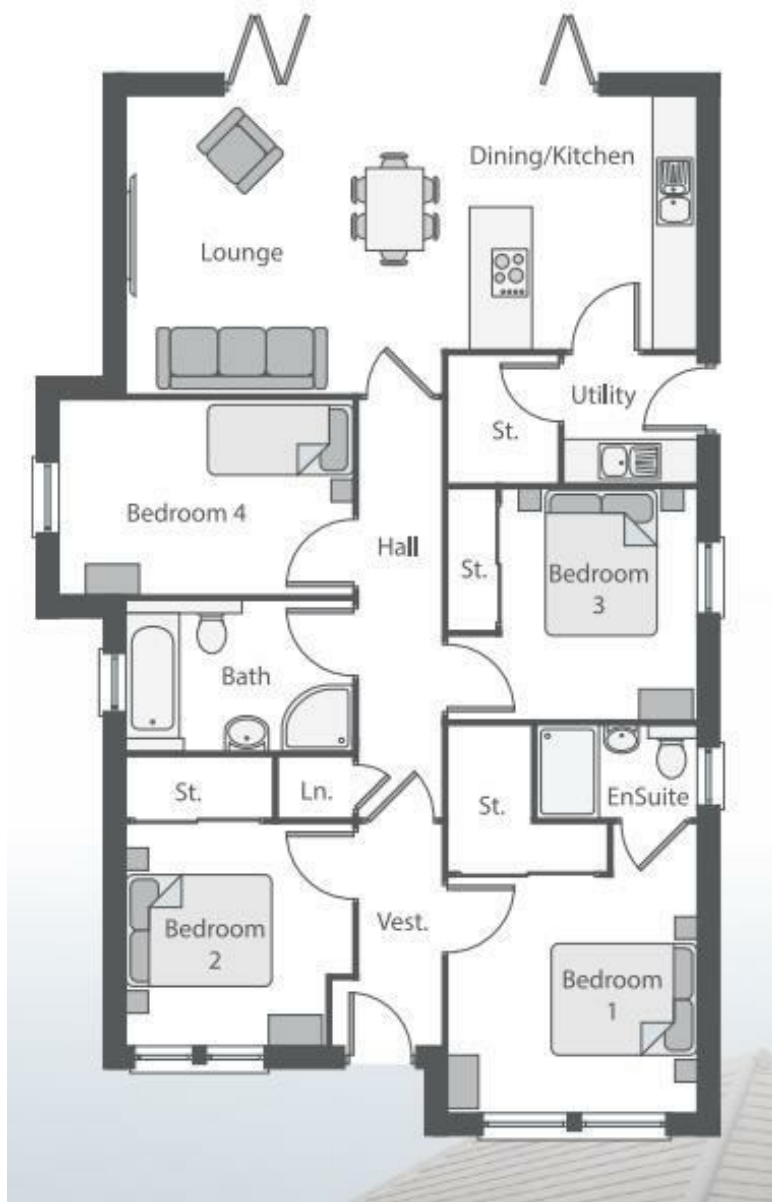 Dining/Kitchen
Lounge
Utility
St.
Bedroom 4
Hall
St.
Bedroom
3
Bath
St.
Ln.
St.
EnSuite
Bedroom
2
Vest.
Bedroom
1